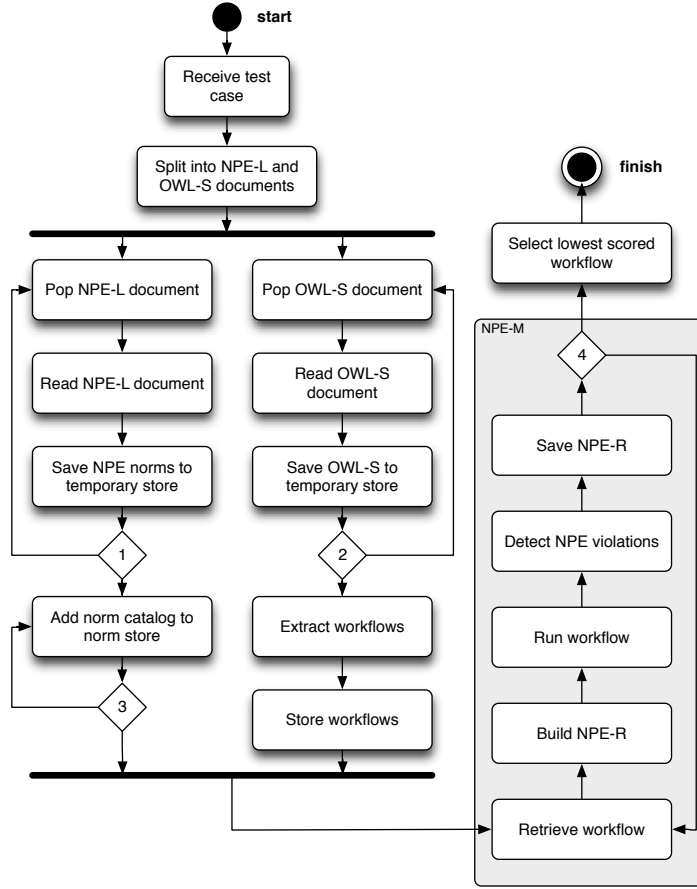 start
Receive test
case
Split into NPE-L and
OWL-S documents
Pop NPE-L document
Read NPE-L document
Save NPE norms to
temporary store
1
Add norm catalog to
norm store
3
Pop OWL-S document
Read OWL-S
document
Save OWL-S to
temporary store
2
Extract workflows
Store workflows
finish
Select lowest scored
workflow
NPE-M
4
Save NPE-R
Detect NPE violations
Run workflow
Build NPE-R
Retrieve workflow